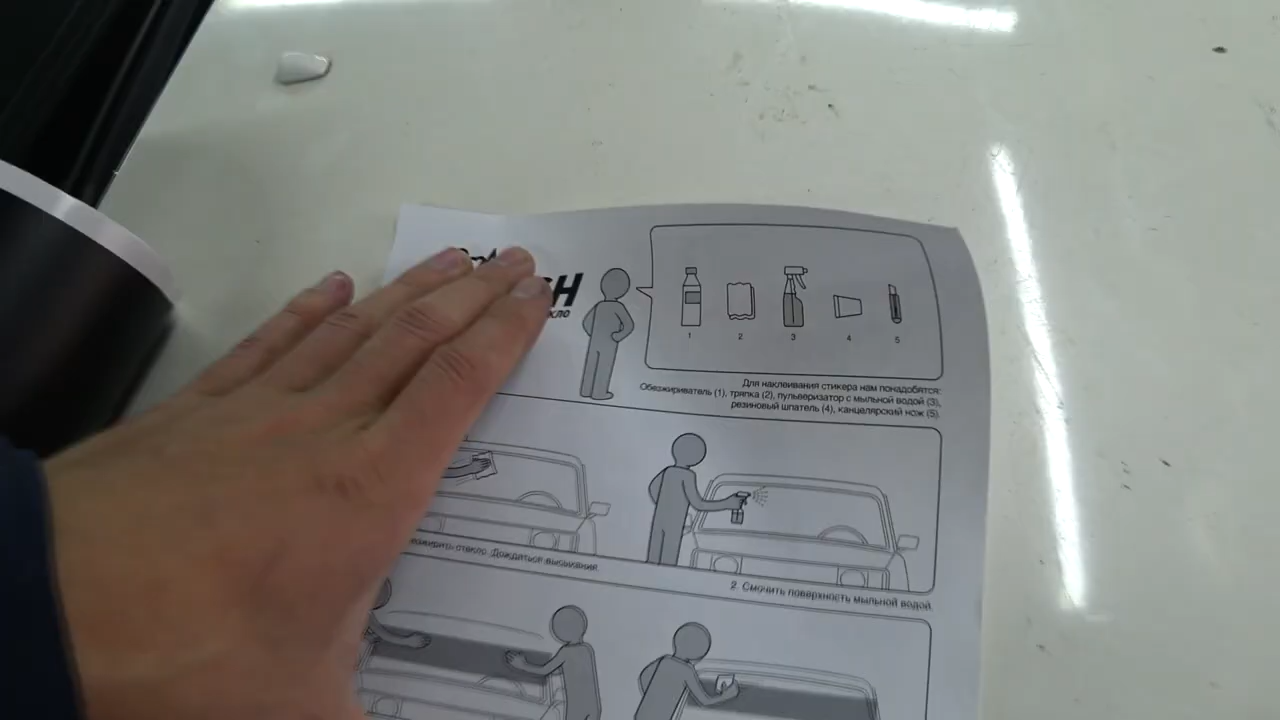 1 2 3 4 5
Для наклеивания стикера нам понадобятся:
Обезжириватель (1), тряпка (2), пульверизатор с мыльной водой (3),
резиновый шпатель (4), канцелярский нож (5).
стекло. Дождаться высыхания.
2. Смочить поверхность мыльной водой.